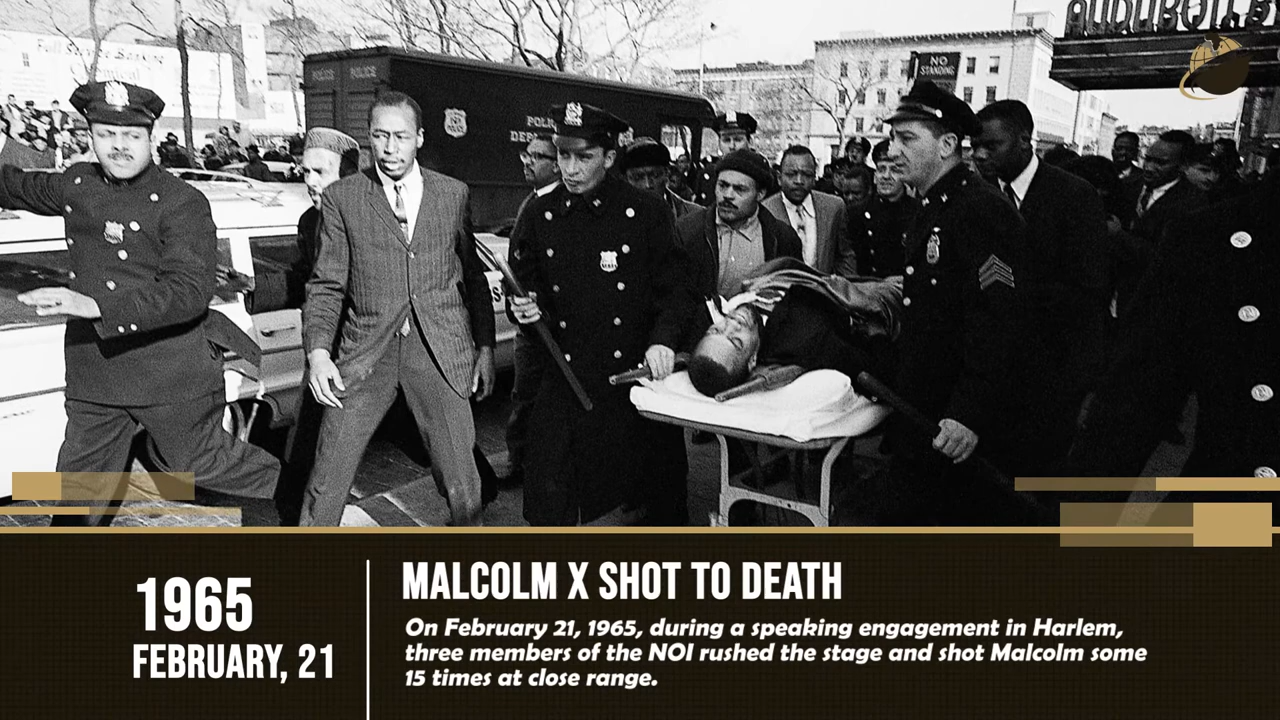 AUDUBON B
NO
STANDING
POLICE POLICE
POLICE
1965
FEBRUARY, 21
MALCOLM X SHOT TO DEATH
On February 21, 1965, during a speaking engagement in Harlem,
three members of the NOI rushed the stage and shot Malcolm some
15 times at close range.